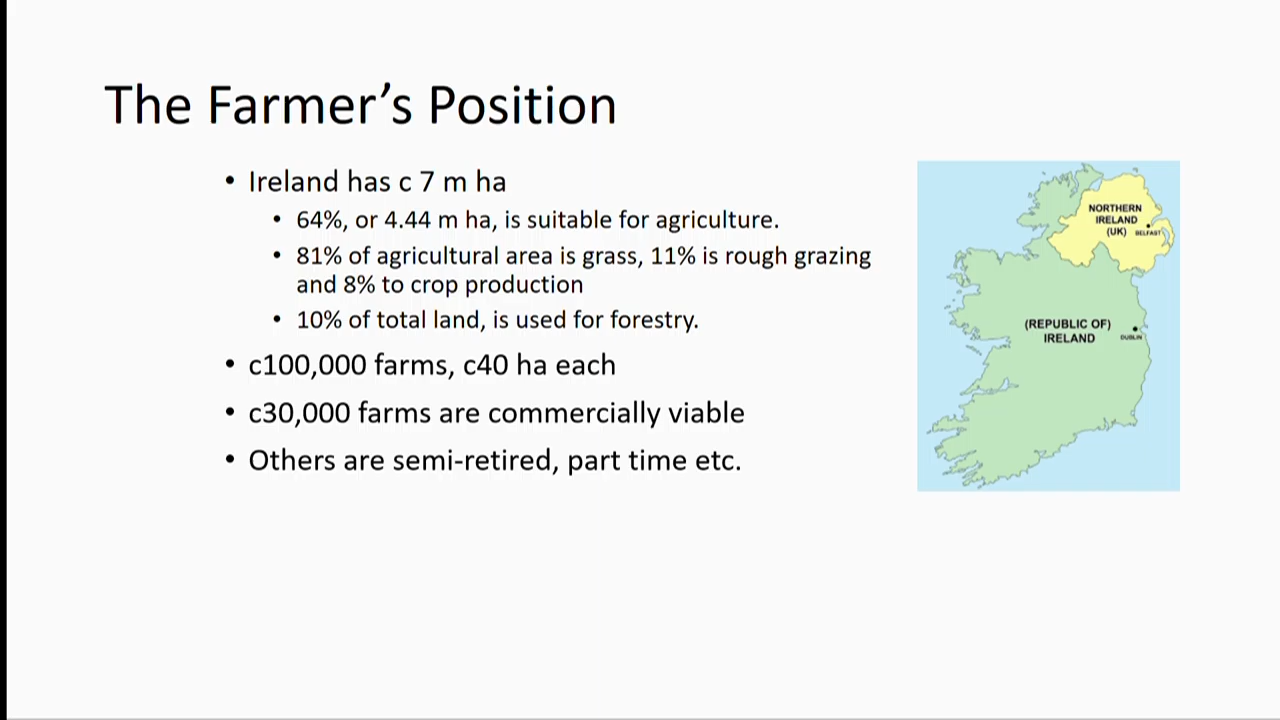 The Farmer’s Position
• Ireland has c 7 m ha
• 64%, or 4.44 m ha, is suitable for agriculture.
• 81% of agricultural area is grass, 11% is rough grazing
and 8% to crop production
• 10% of total land, is used for forestry.
• c100,000 farms, c40 ha each
• c30,000 farms are commercially viable
• Others are semi-retired, part time etc.
NORTHERN
IRELAND
(UK)
BELFAST
(REPUBLIC OF)
IRELAND
DUBLIN